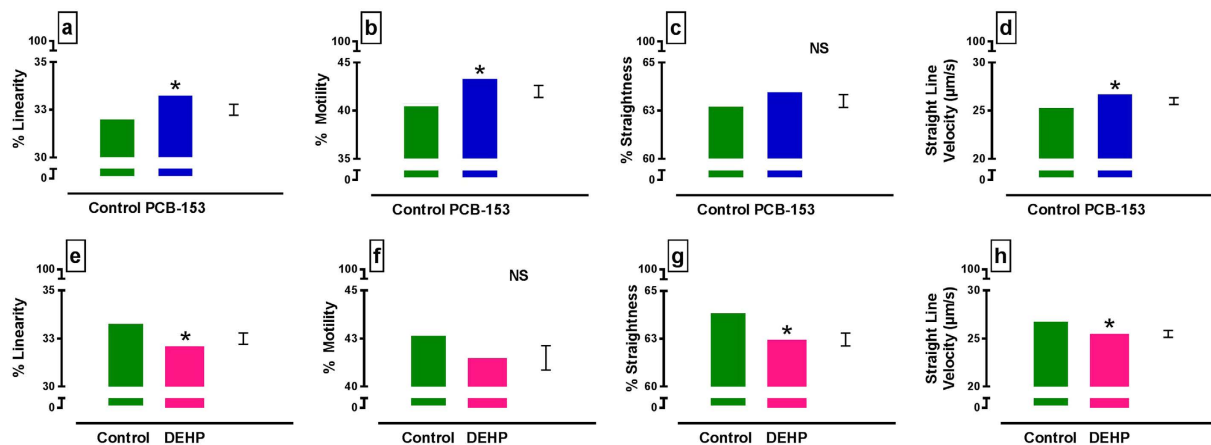 a
% Linearity
100
35
33
30
0
*
Control PCB-153
b
% Motility
100
45
40
35
0
*
Control PCB-153
c
% Straightness
100
65
63
60
0
NS
Control PCB-153
d
Straight Line
Velocity (µm/s)
100
30
25
20
0
*
Control PCB-153
e
% Linearity
100
35
33
30
0
*
Control DEHP
f
% Motility
100
45
43
40
0
NS
Control DEHP
g
% Straightness
100
65
63
60
0
*
Control DEHP
h
Straight Line
Velocity (µm/s)
100
30
25
20
0
*
Control DEHP